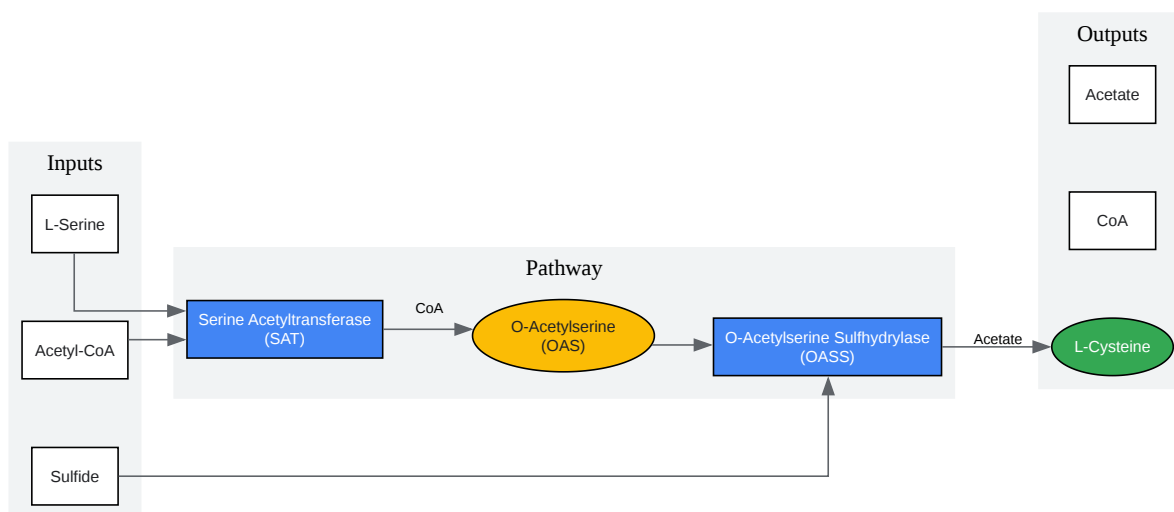 Inputs
L-Serine
Acetyl-CoA
Sulfide
Pathway
Serine Acetyltransferase
(SAT)
CoA
O-Acetylserine
(OAS)
O-Acetylserine Sulfhydrylase
(OASS)
Acetate
Outputs
Acetate
CoA
L-Cysteine